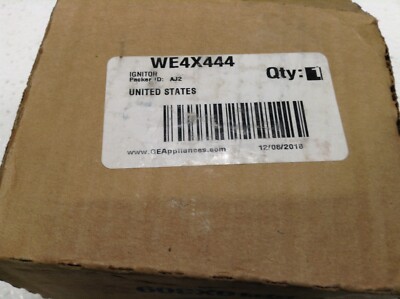 WE4X444
IGNITOR
Qty: 1
Packer ID: AJ2
UNITED STATES
www.GEAppliances.com
12/06/2018